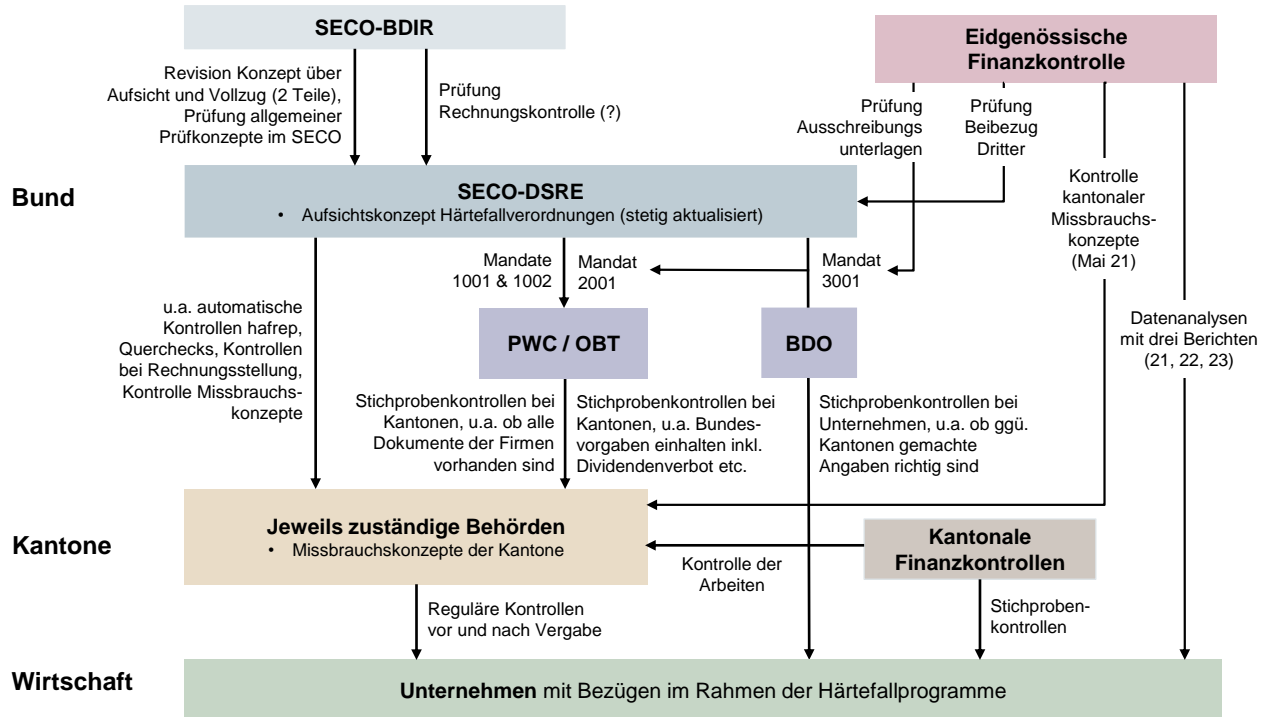 SECO-BDIR
Eidgenössische
Finanzkontrolle
Revision Konzept über
Aufsicht und Vollzug (2 Teile),
Prüfung allgemeiner
Prüfkonzepte im SECO
Prüfung
Rechnungskontrolle (?)
Prüfung
Ausschreibungs
unterlagen
Prüfung
Beibezug
Dritter
Kontrolle
kantonaler
Missbrauchs-
konzepte
(Mai 21)
Datenanalysen
mit drei Berichten
(21, 22, 23)
Bund
SECO-DSRE
• Aufsichtskonzept Härtefallverordnungen (stetig aktualisiert)
u.a. automatische
Kontrollen hafrep,
Querchecks, Kontrollen
bei Rechnungsstellung,
Kontrolle Missbrauchs-
konzepte
Mandate
1001 & 1002
Mandat
2001
Mandat
3001
PWC / OBT
BDO
Stichprobenkontrollen bei
Kantonen, u.a. ob alle
Dokumente der Firmen
vorhanden sind
Stichprobenkontrollen bei
Kantonen, u.a. Bundes-
vorgaben einhalten inkl.
Dividendenverbot etc.
Stichprobenkontrollen bei
Unternehmen, u.a. ob ggü.
Kantonen gemachte
Angaben richtig sind
Kantone
Jeweils zuständige Behörden
• Missbrauchskonzepte der Kantone
Kontrolle der
Arbeiten
Kantonale
Finanzkontrollen
Reguläre Kontrollen
vor und nach Vergabe
Stichproben-
kontrollen
Wirtschaft
Unternehmen mit Bezügen im Rahmen der Härtefallprogramme